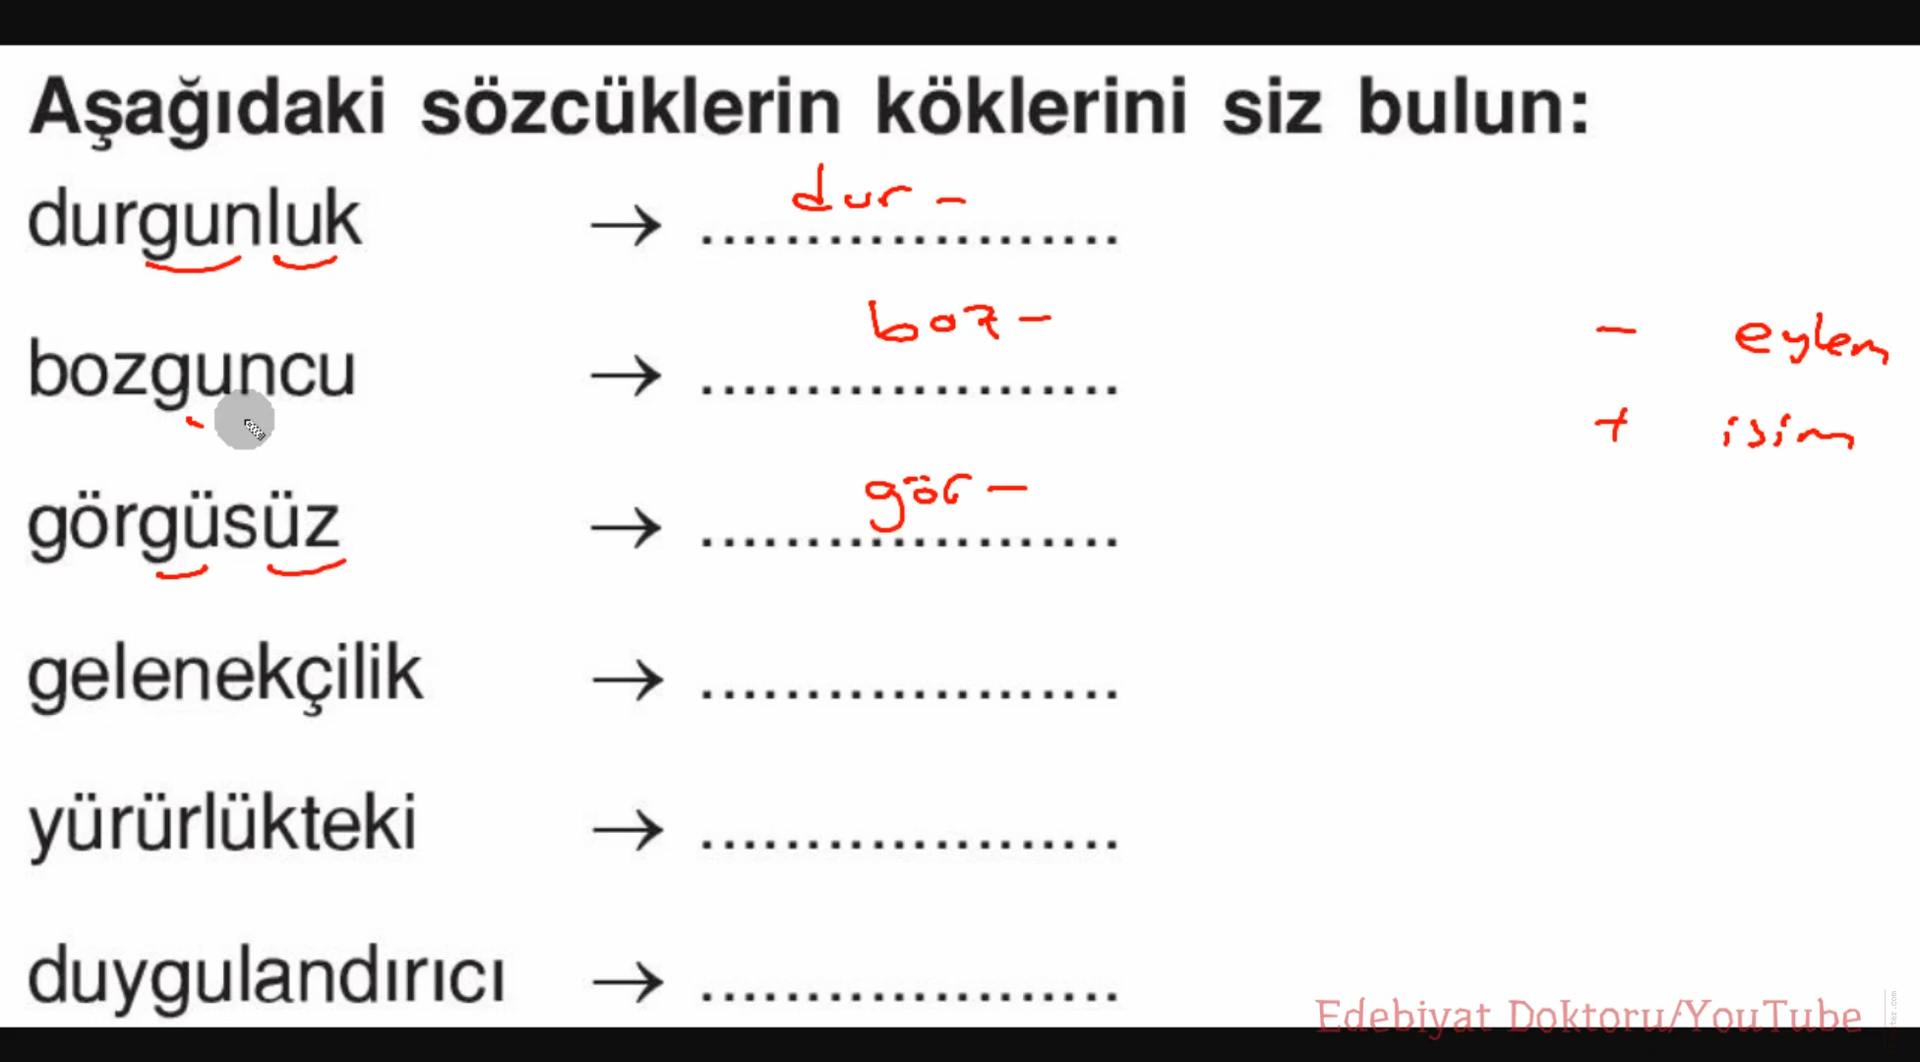 Aşağıdaki sözcüklerin köklerini siz bulun:
durgunluk → .................... dur -
bozguncu → .................... boz -
- eylem
+ isim
görgüsüz → .................... gör -
gelenekçilik → ....................
yürürlükteki → ....................
duygulandırıcı → ....................
Edebiyat Doktoru/YouTube